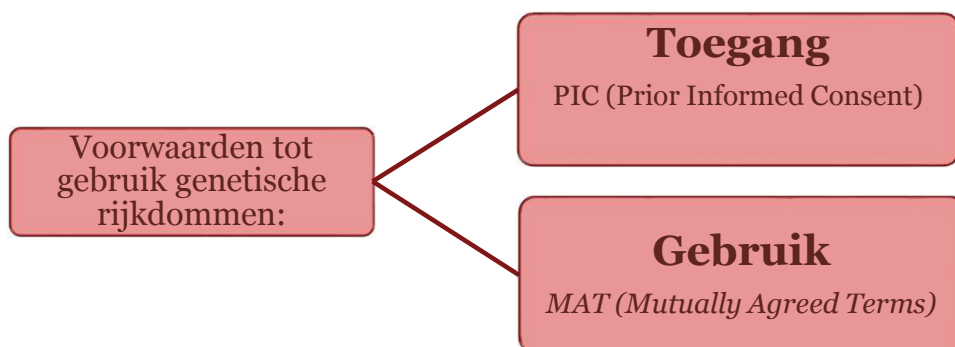 Voorwaarden tot
gebruik genetische
rijkdommen:
Toegang
PIC (Prior Informed Consent)
Gebruik
MAT (Mutually Agreed Terms)